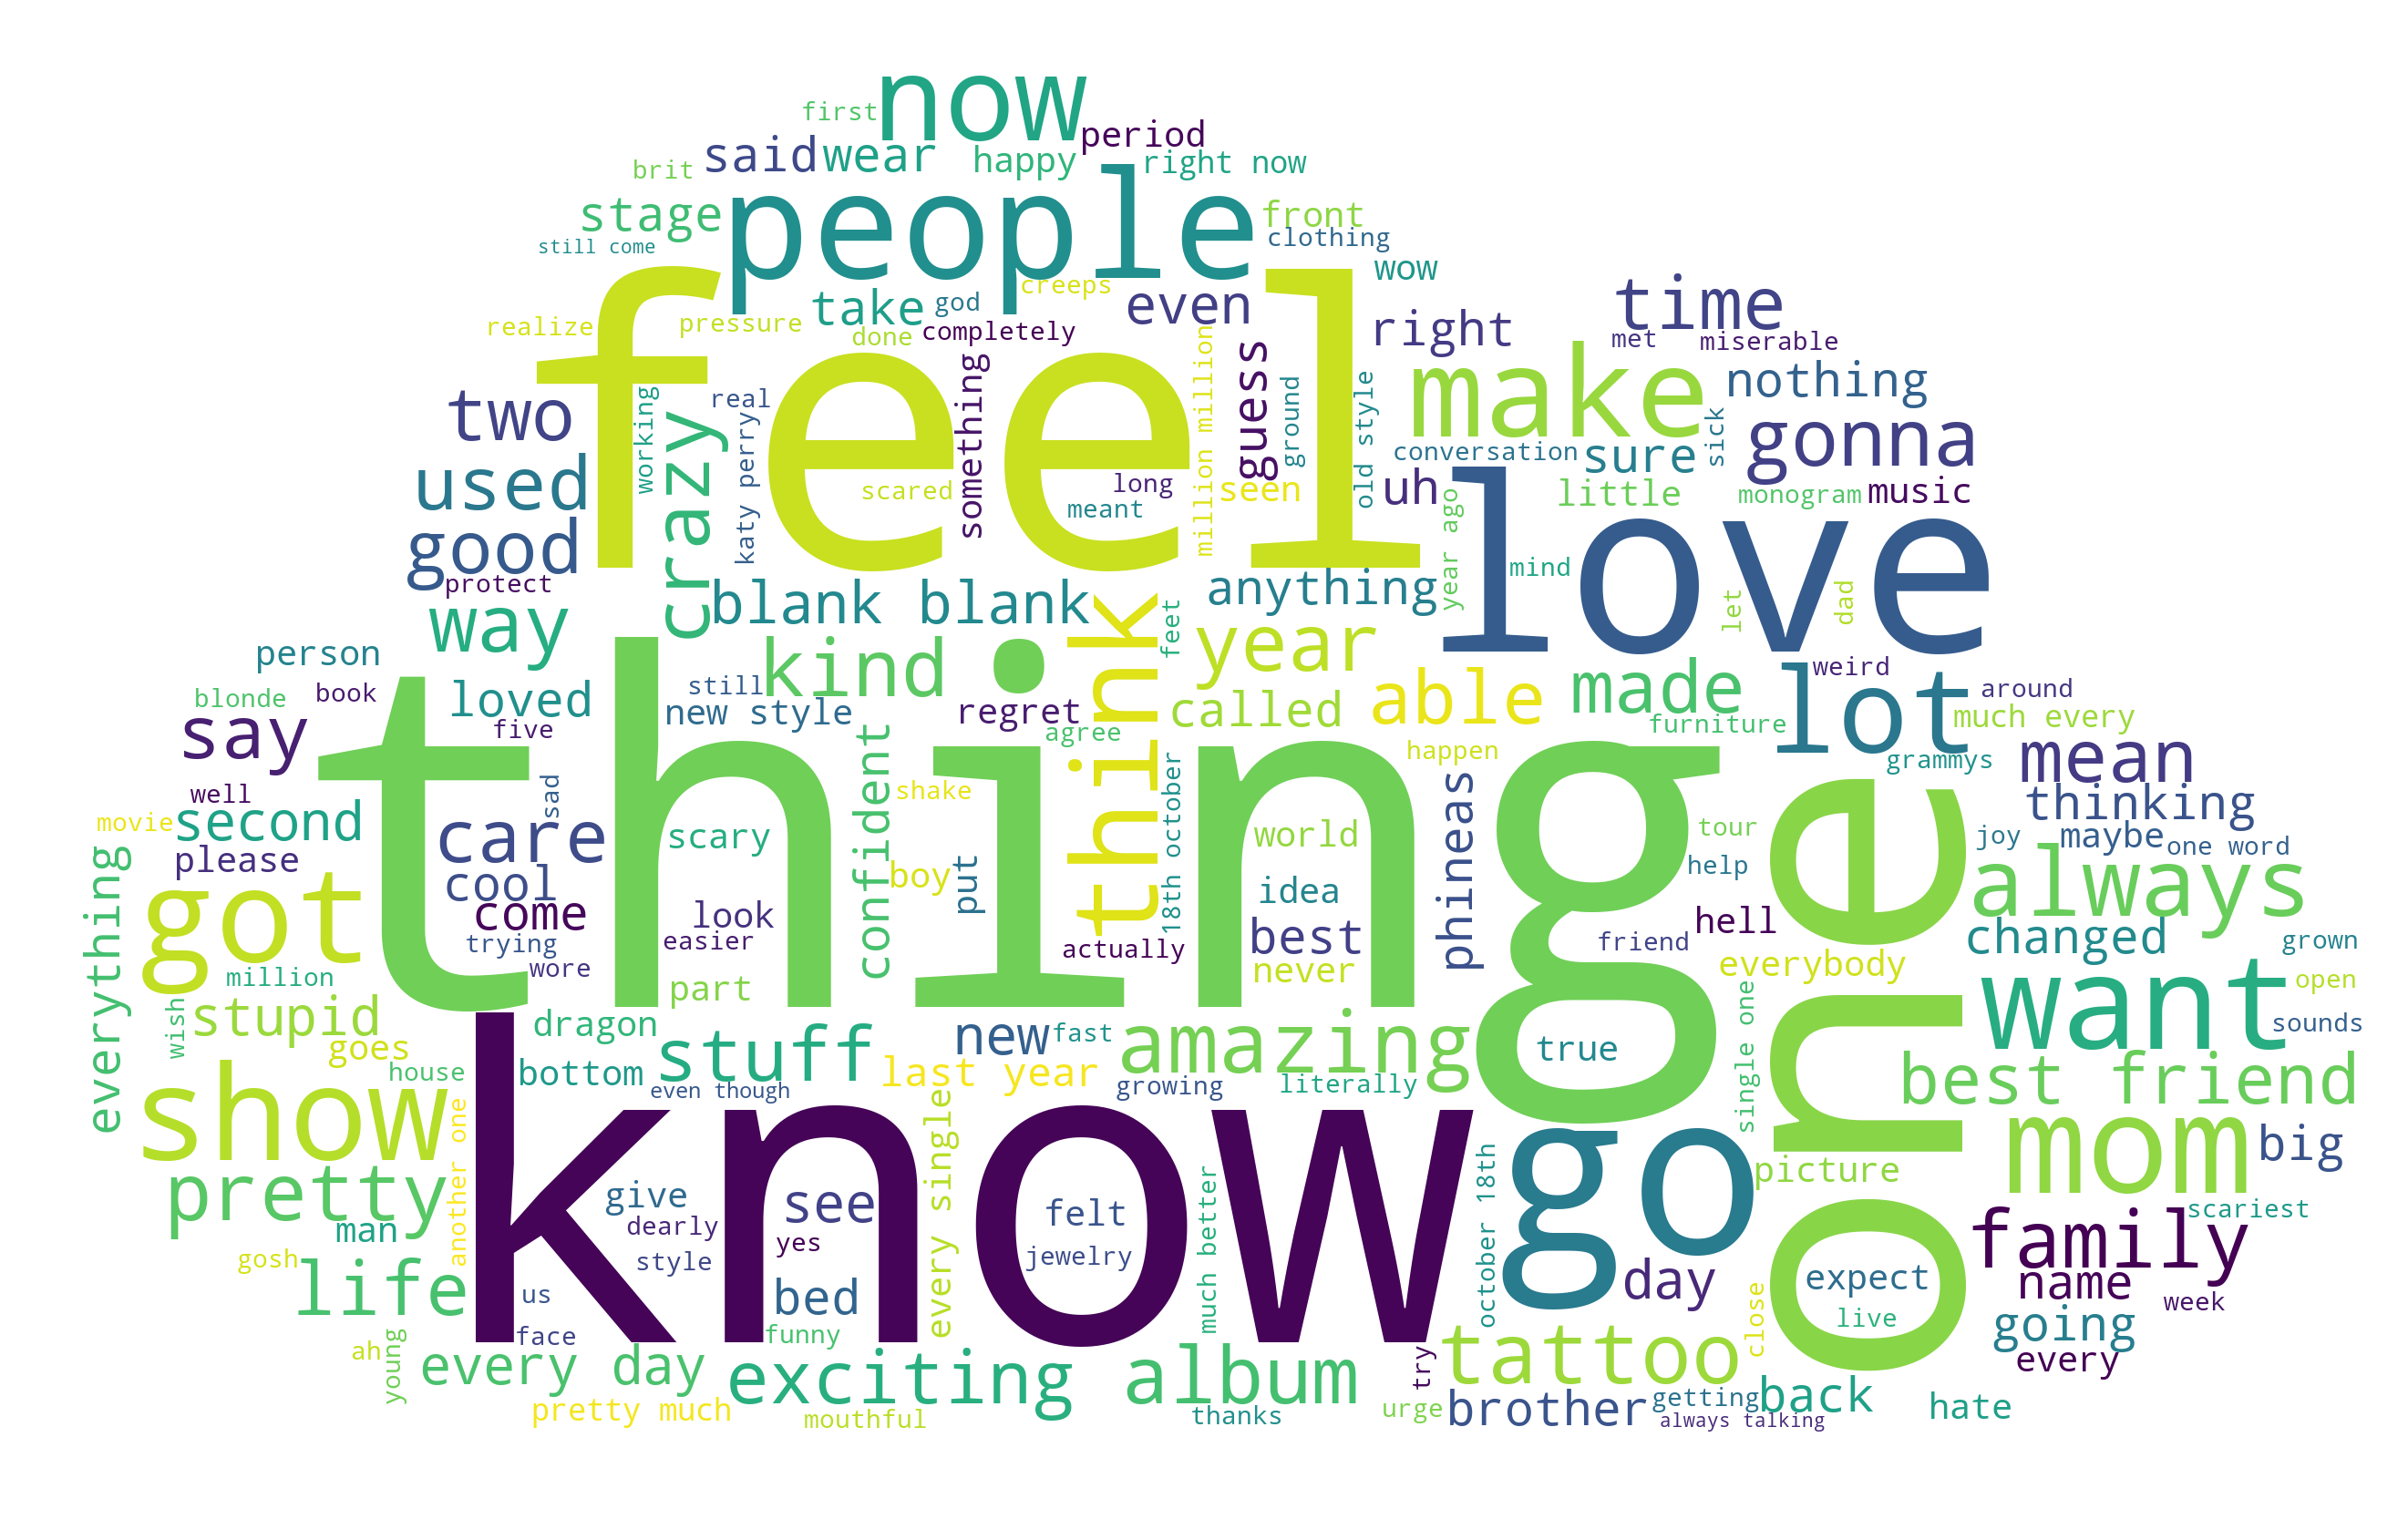 now
first
period
said
wear
happy
right now
brit
people
stage
front
still come
clothing
wow
feel
creeps
take
god
even
time
realize
pressure
done
completely
right
met
miserable
make
nothing
two
crazy
working
real
katy perry
something
million million
guess
ground
old style
sick
gonna
used
scared
long
seen
meant
conversation
sure
uh
little
monogram
music
love
good
protect
year ago
mind
let
dad
way
blank blank
think
feet
anything
year
person
thing
kind
blonde
book
loved
still
new style
regret
called
able
made
lot
weird
around
furniture
much every
say
five
confident
agree
18th october
happen
grammys
mean
well
sad
shake
thinking
movie
second
care
scary
world
phineas
tour
one
joy
maybe
one word
please
everything
cool
boy
put
idea
help
always
got
come
look
best
hell
trying
easier
actually
friend
changed
grown
million
wore
never
everybody
want
open
wish
stupid
part
single one
sounds
dragon
new
fast
amazing
true
goes
stuff
house
bottom
even though
last year
growing
literally
best friend
show
another one
know
every single
go
mom
big
pretty
october 18th
picture
man
give
see
felt
much better
scariest
dearly
yes
family
gosh
style
jewelry
life
us
bed
day
expect
name
week
live
young
face
funny
close
going
ah
every day
exciting
album
try
tattoo
every
pretty much
mouthful
thanks
urge
brother
getting
back
hate
always talking